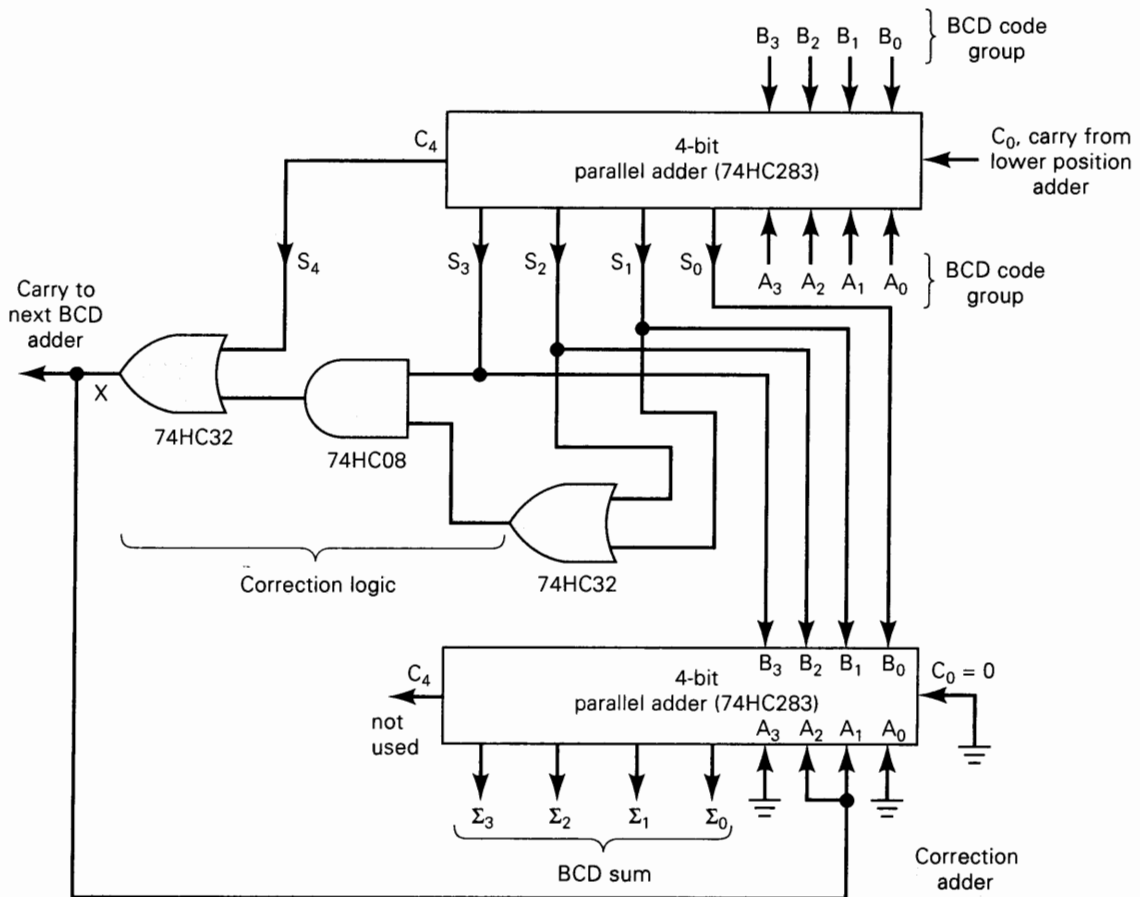 B₃ B₂ B₁ B₀
BCD code
group
C₄
4-bit
parallel adder (74HC283)
C₀, carry from
lower position
adder
S₄
S₃
S₂
S₁
S₀
A₃ A₂ A₁ A₀
BCD code
group
Carry to
next BCD
adder
X
74HC32
74HC08
74HC32
Correction logic
C₄
not
used
4-bit
parallel adder (74HC283)
B₃ B₂ B₁ B₀
C₀ = 0
A₃ A₂ A₁ A₀
Σ₃ Σ₂ Σ₁ Σ₀
BCD sum
Correction
adder